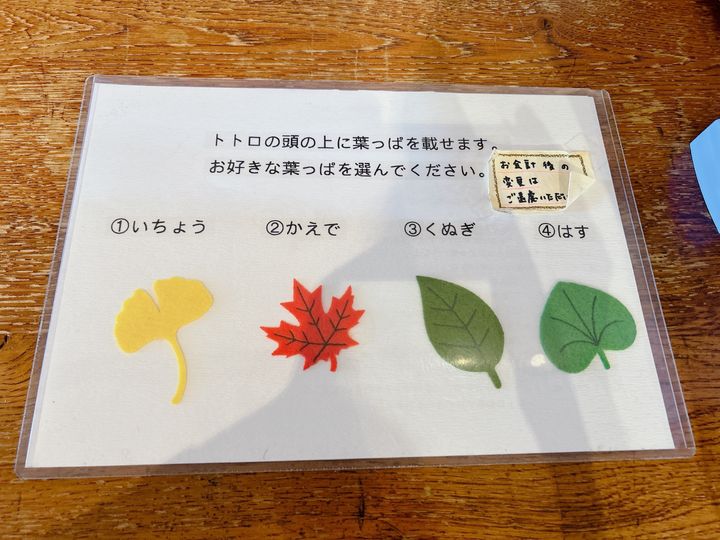 トトロの頭の上に葉っぱを載せます。
お好きな葉っぱを選んでください。
お会計後の
変更は
ご遠慮いただ
①いちょう ②かえで ③くぬぎ ④はす